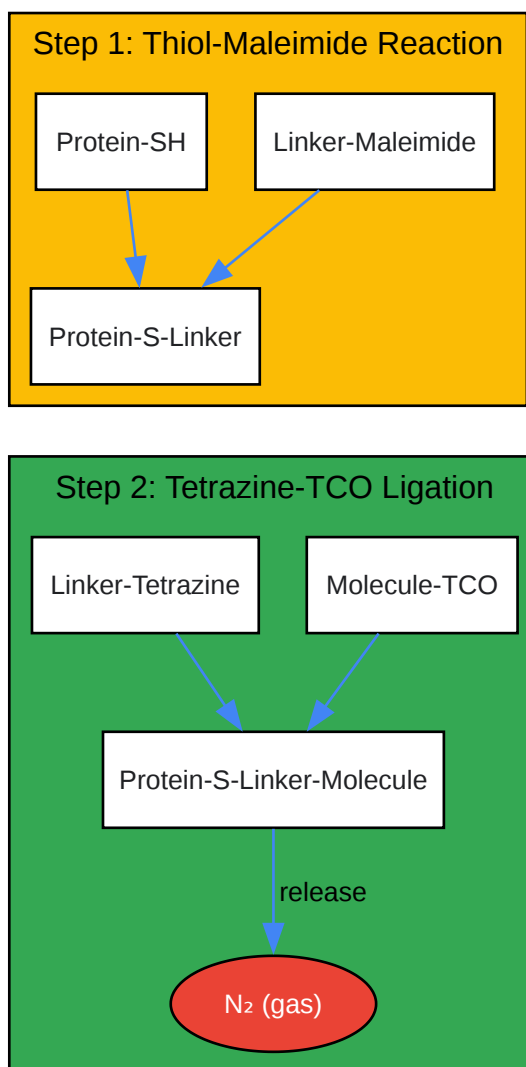 Step 1: Thiol-Maleimide Reaction
Protein-SH
Linker-Maleimide
Protein-S-Linker
Step 2: Tetrazine-TCO Ligation
Linker-Tetrazine
Molecule-TCO
Protein-S-Linker-Molecule
release
N₂ (gas)